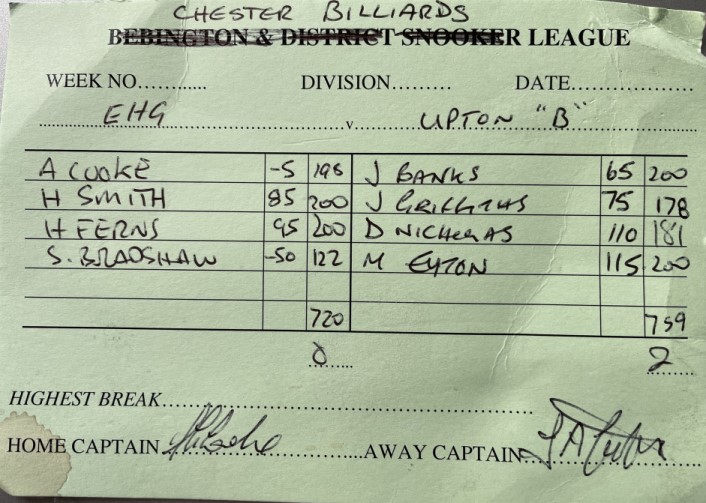 CHESTER BILLIARDS
BEBINGTON & DISTRICT SNOOKER LEAGUE
WEEK NO............ DIVISION......... DATE..................
EHG v UPTON "B"
A COOKE -5 198 J BANKS 65 200
H SMITH 85 200 J GRIFFITHS 75 178
H FERNS 95 200 D NICHOLAS 110 181
S. BRADSHAW -50 122 M EYTON 115 200
720 759
0 2
HIGHEST BREAK
HOME CAPTAIN AWAY CAPTAIN